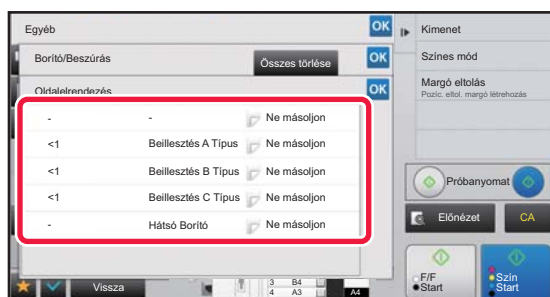 Egyéb
OK
Borító/Beszúrás
Összes törlése
OK
Oldalelrendezés
OK
- - Ne másoljon
<1 Beillesztés A Típus Ne másoljon
<1 Beillesztés B Típus Ne másoljon
<1 Beillesztés C Típus Ne másoljon
- Hátsó Borító Ne másoljon
Vissza
3 B4
4 A3
A4
Kimenet
Színes mód
Margó eltolás
Pozíc. eltol. margó létrehozás
Próbanyomat
Előnézet
CA
F/F
Start
Szín
Start